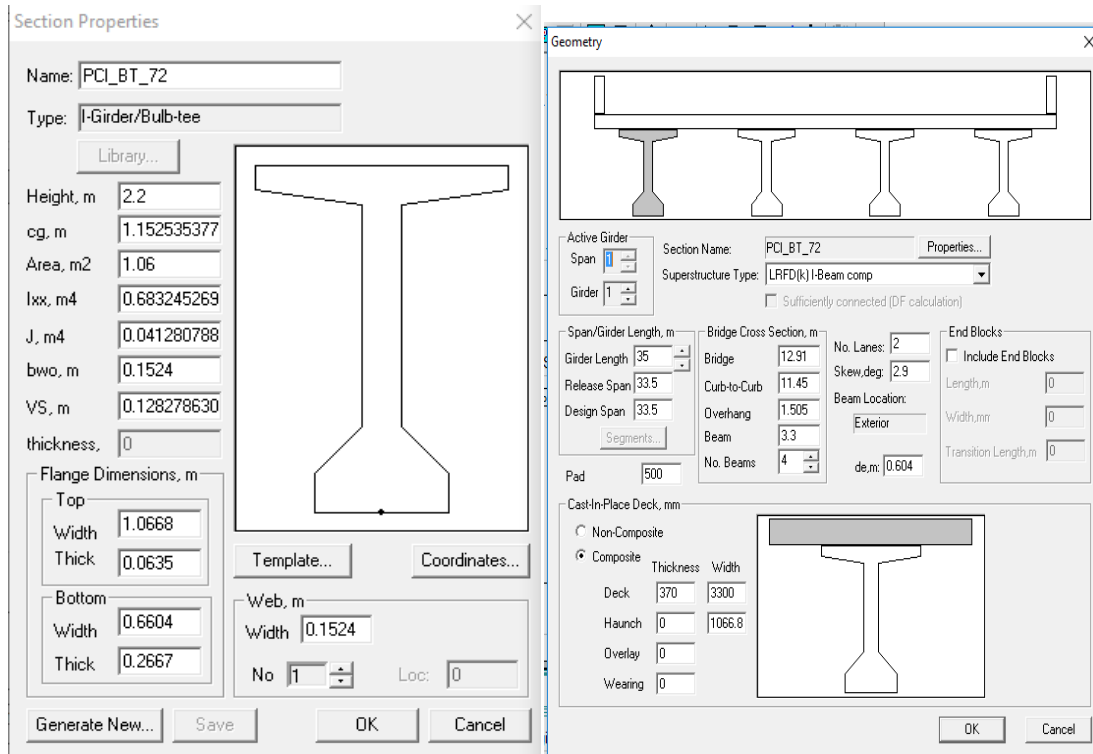 Section Properties
Name: PCI_BT_72
Type: I-Girder/Bulb-tee
Library...
Height, m 2.2
cg, m 1.152535377
Area, m2 1.06
Ixx, m4 0.683245269
J, m4 0.041280788
bwo, m 0.1524
VS, m 0.128278630
thickness, 0
Flange Dimensions, m
Top
Width 1.0668
Thick 0.0635
Bottom
Width 0.6604
Thick 0.2667
Template...
Coordinates...
Web, m
Width 0.1524
No 1
Loc: 0
Generate New...
Save
OK
Cancel
Geometry
Active Girder
Span 1
Girder 1
Section Name: PCI_BT_72
Properties...
Superstructure Type: LRFD(k) I-Beam comp
Sufficiently connected (DF calculation)
Span/Girder Length, m
Girder Length 35
Release Span 33.5
Design Span 33.5
Segments...
Pad 500
Bridge Cross Section, m
Bridge 12.91
Curb-to-Curb 11.45
Overhang 1.505
Beam 3.3
No. Beams 4
No. Lanes: 2
Skew,deg: 2.9
Beam Location:
Exterior
de,m: 0.604
End Blocks
Include End Blocks
Length,m 0
Width,mm 0
Transition Length,m 0
Cast-In-Place Deck, mm
Non-Composite
Composite
Thickness Width
Deck 370 3300
Haunch 0 1066.8
Overlay 0
Wearing 0
OK
Cancel